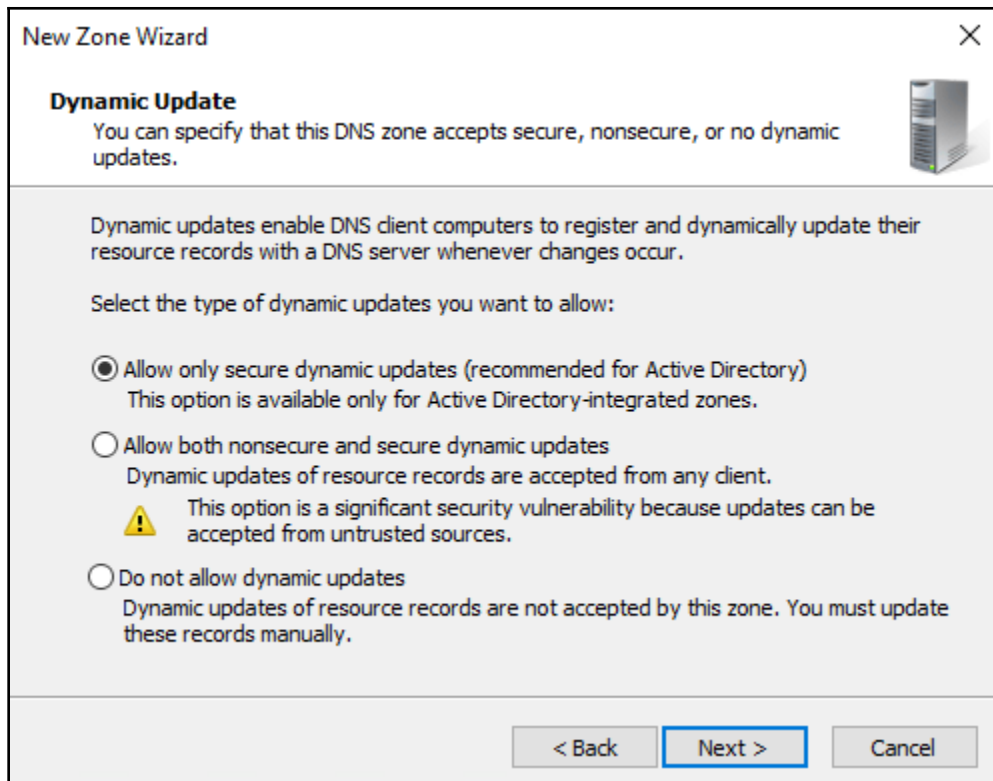 New Zone Wizard
Dynamic Update
You can specify that this DNS zone accepts secure, nonsecure, or no dynamic
updates.
Dynamic updates enable DNS client computers to register and dynamically update their
resource records with a DNS server whenever changes occur.
Select the type of dynamic updates you want to allow:
Allow only secure dynamic updates (recommended for Active Directory)
This option is available only for Active Directory-integrated zones.
Allow both nonsecure and secure dynamic updates
Dynamic updates of resource records are accepted from any client.
This option is a significant security vulnerability because updates can be
accepted from untrusted sources.
Do not allow dynamic updates
Dynamic updates of resource records are not accepted by this zone. You must update
these records manually.
< Back Next > Cancel